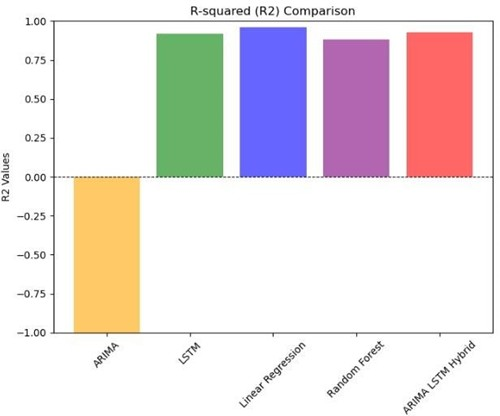 R-squared (R2) Comparison
1.00
0.75
0.50
0.25
0.00
−0.25
−0.50
−0.75
−1.00
R2 Values
ARIMA
LSTM
Linear Regression
Random Forest
ARIMA LSTM Hybrid